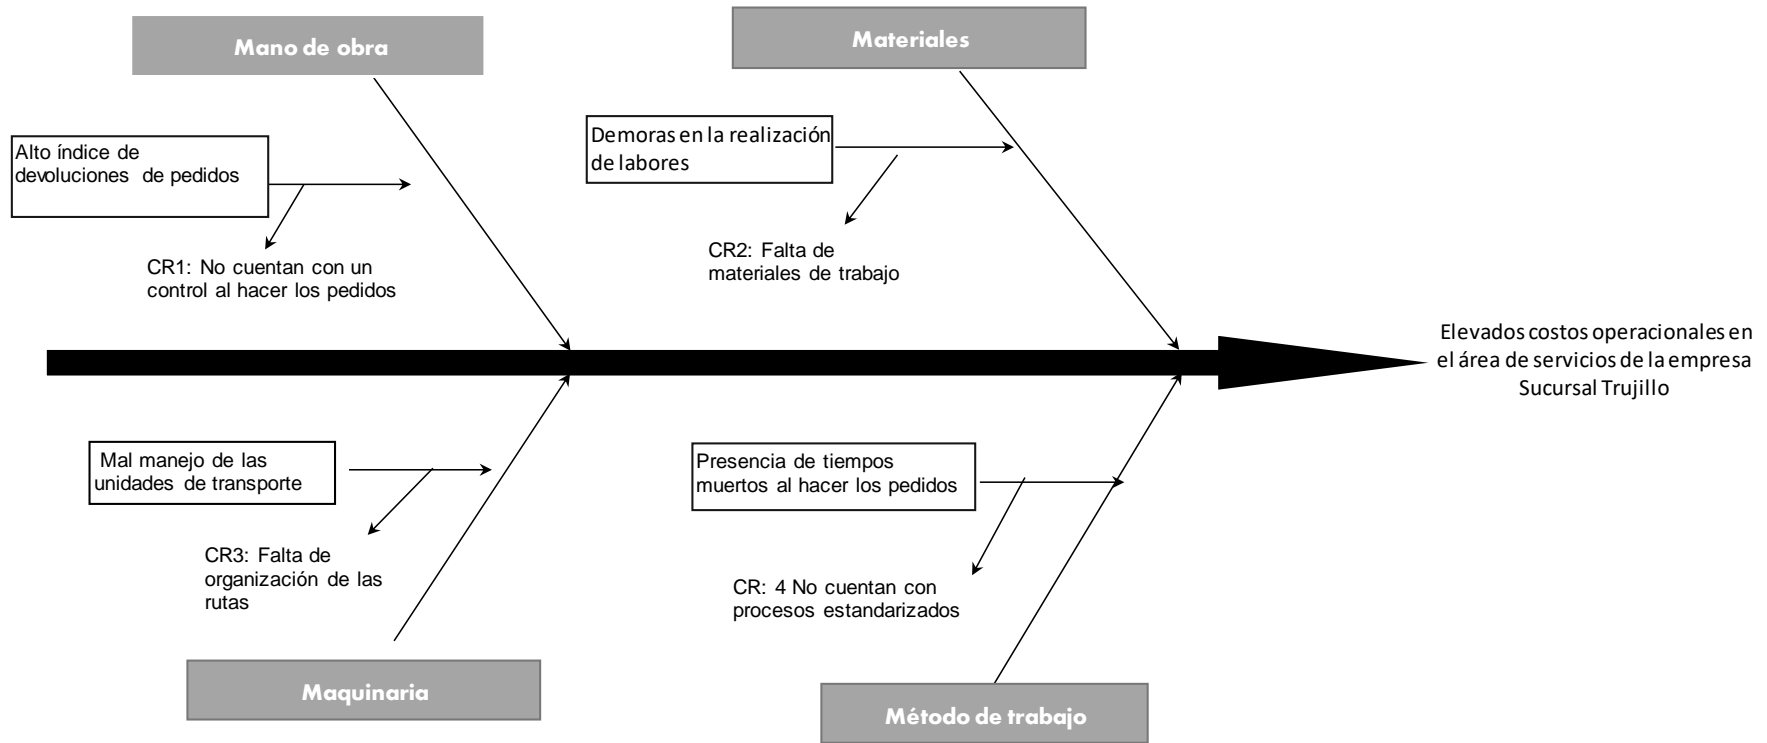 Mano de obra
Materiales
Alto índice de
devoluciones de pedidos
Demoras en la realización
de labores
CR1: No cuentan con un
control al hacer los pedidos
CR2: Falta de
materiales de trabajo
Elevados costos operacionales en
el área de servicios de la empresa
Sucursal Trujillo
Mal manejo de las
unidades de transporte
Presencia de tiempos
muertos al hacer los pedidos
CR3: Falta de
organización de las
rutas
CR: 4 No cuentan con
procesos estandarizados
Maquinaria
Método de trabajo